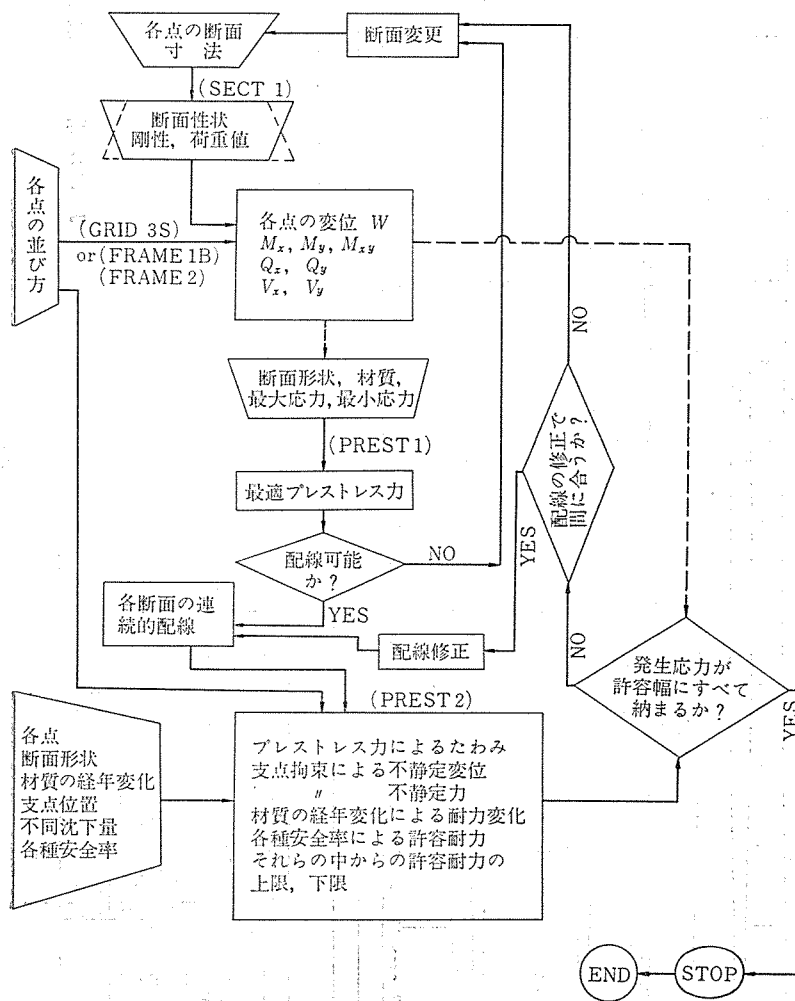 各点の断面
寸 法
断面変更
(SECT 1)
断面性状
剛性, 荷重値
各点の並び方
(GRID 3S)
or(FRAME 1B)
(FRAME 2)
各点の変位 W
Mx, My, Mxy
Qx, Qy
Vx, Vy
断面形状, 材質,
最大応力, 最小応力
(PREST 1)
最適プレストレス力
配線可能
か?
NO
YES
各断面の連
続的配線
配線修正
配線の修正で
間に合うか?
NO
YES
発生応力が
許容幅にすべて
納まるか?
NO
YES
(PREST 2)
各点
断面形状
材質の経年変化
支点位置
不同沈下量
各種安全率
プレストレス力によるたわみ
支点拘束による不静定変位
〃 不静定力
材質の経年変化による耐力変化
各種安全率による許容耐力
それらの中からの許容耐力の
上限, 下限
END
STOP